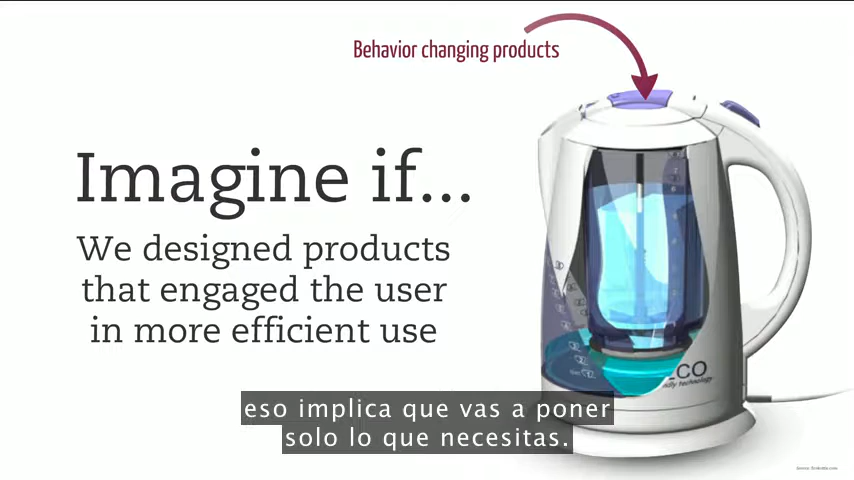 Behavior changing products
Imagine if...
We designed products
that engaged the user
in more efficient use
ECO
eso implica que vas a poner
solo lo que necesitas.